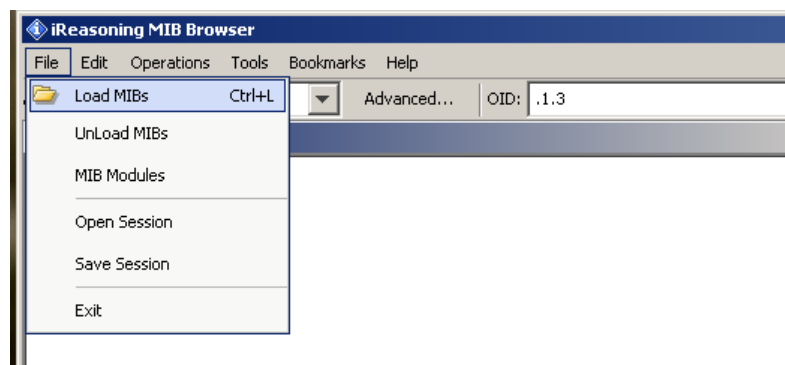 iReasoning MIB Browser
File Edit Operations Tools Bookmarks Help
Load MIBs Ctrl+L Advanced... OID: .1.3
UnLoad MIBs
MIB Modules
Open Session
Save Session
Exit